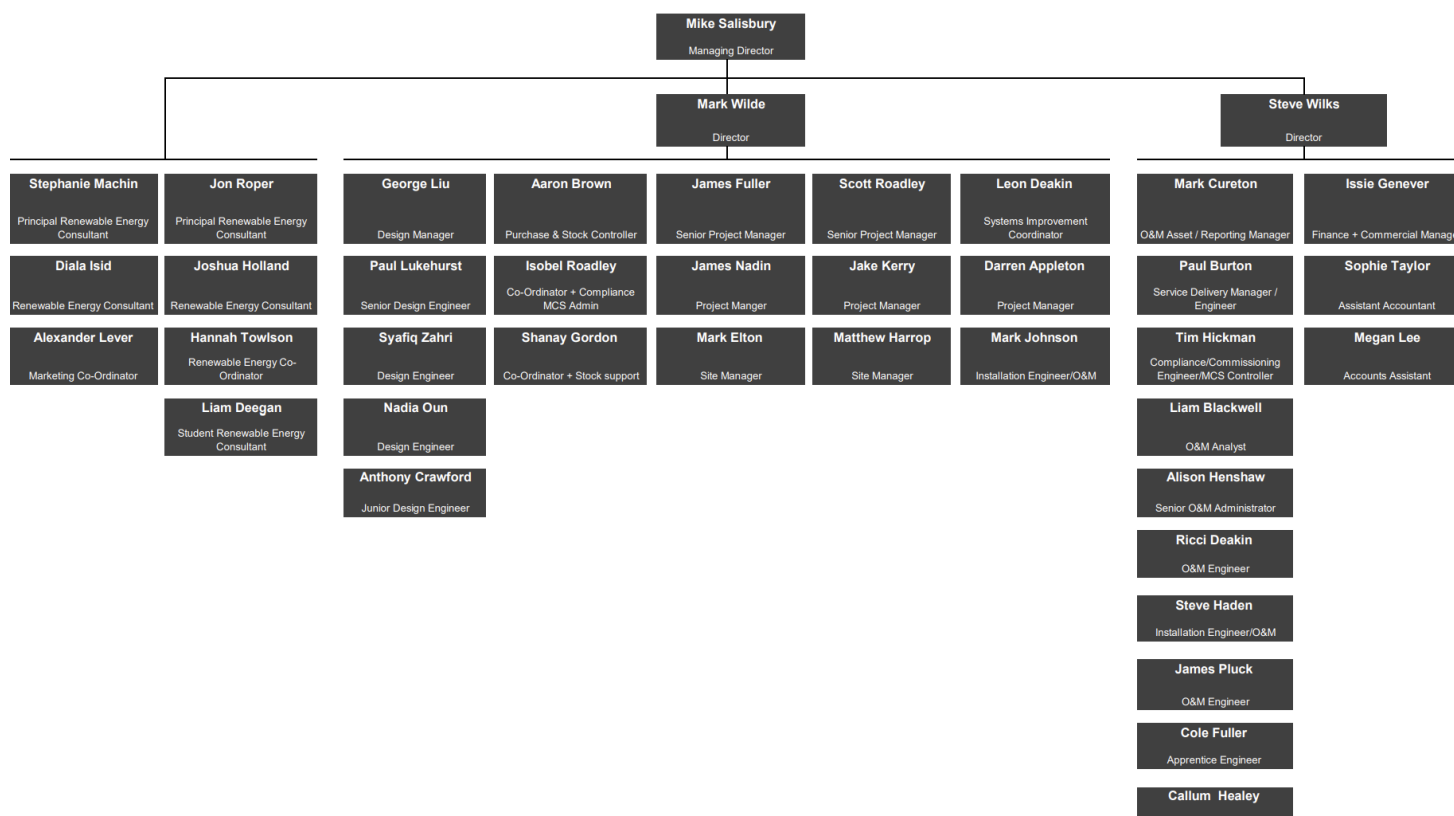 Mike Salisbury
Managing Director
Mark Wilde
Director
Steve Wilks
Director
Stephanie Machin
Principal Renewable Energy
Consultant
Jon Roper
Principal Renewable Energy
Consultant
George Liu
Design Manager
Aaron Brown
Purchase & Stock Controller
James Fuller
Senior Project Manager
Scott Roadley
Senior Project Manager
Leon Deakin
Systems Improvement
Coordinator
Mark Cureton
O&M Asset / Reporting Manager
Issie Genever
Finance + Commercial Manage
Diala Isid
Renewable Energy Consultant
Joshua Holland
Renewable Energy Consultant
Paul Lukehurst
Senior Design Engineer
Isobel Roadley
Co-Ordinator + Compliance
MCS Admin
James Nadin
Project Manger
Jake Kerry
Project Manager
Darren Appleton
Project Manager
Paul Burton
Service Delivery Manager /
Engineer
Sophie Taylor
Assistant Accountant
Alexander Lever
Marketing Co-Ordinator
Hannah Towlson
Renewable Energy Co-
Ordinator
Syafiq Zahri
Design Engineer
Shanay Gordon
Co-Ordinator + Stock support
Mark Elton
Site Manager
Matthew Harrop
Site Manager
Mark Johnson
Installation Engineer/O&M
Tim Hickman
Compliance/Commissioning
Engineer/MCS Controller
Megan Lee
Accounts Assistant
Liam Deegan
Student Renewable Energy
Consultant
Nadia Oun
Design Engineer
Liam Blackwell
O&M Analyst
Anthony Crawford
Junior Design Engineer
Alison Henshaw
Senior O&M Administrator
Ricci Deakin
O&M Engineer
Steve Haden
Installation Engineer/O&M
James Pluck
O&M Engineer
Cole Fuller
Apprentice Engineer
Callum Healey